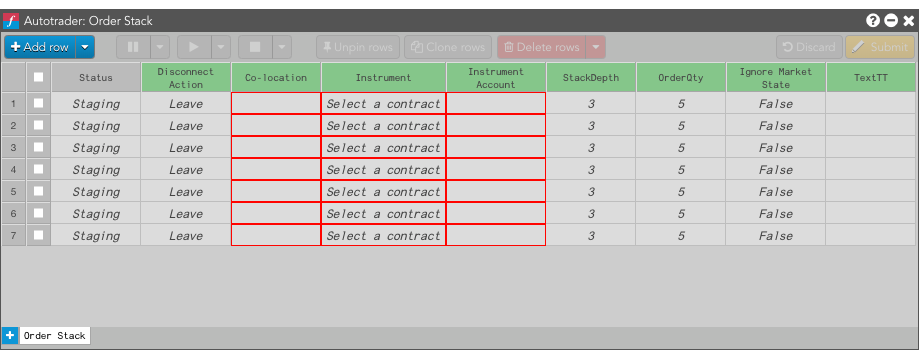 Autotrader: Order Stack
Add row Unpin rows Clone rows Delete rows Discard Submit
Status Disconnect Action Co-location Instrument Instrument Account StackDepth OrderQty Ignore Market State TextTT
1 Staging Leave Select a contract 3 5 False
2 Staging Leave Select a contract 3 5 False
3 Staging Leave Select a contract 3 5 False
4 Staging Leave Select a contract 3 5 False
5 Staging Leave Select a contract 3 5 False
6 Staging Leave Select a contract 3 5 False
7 Staging Leave Select a contract 3 5 False
Order Stack